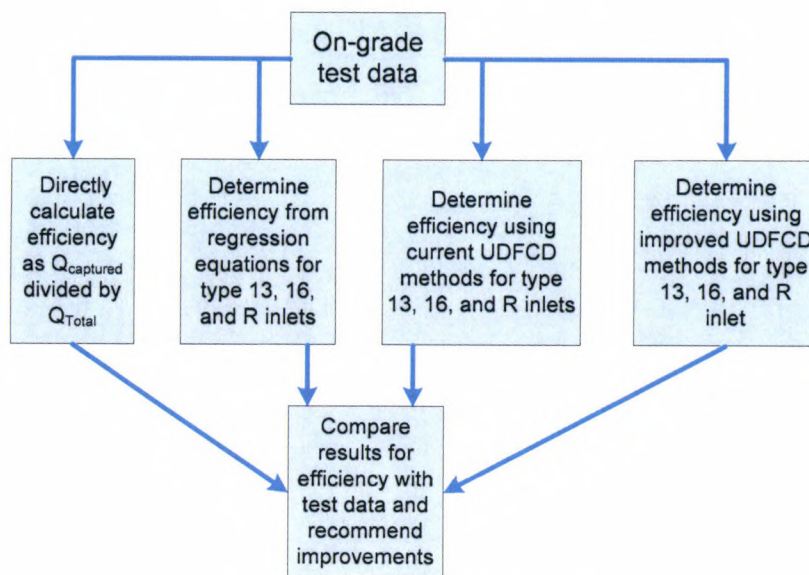 On-grade
test data
Directly
calculate
efficiency
as Qcaptured
divided by
QTotal
Determine
efficiency from
regression
equations for
type 13, 16,
and R inlets
Determine
efficiency using
current UDFCD
methods for type
13, 16, and R inlets
Determine
efficiency using
improved UDFCD
methods for type
13, 16, and R
inlet
Compare
results for
efficiency with
test data and
recommend
improvements